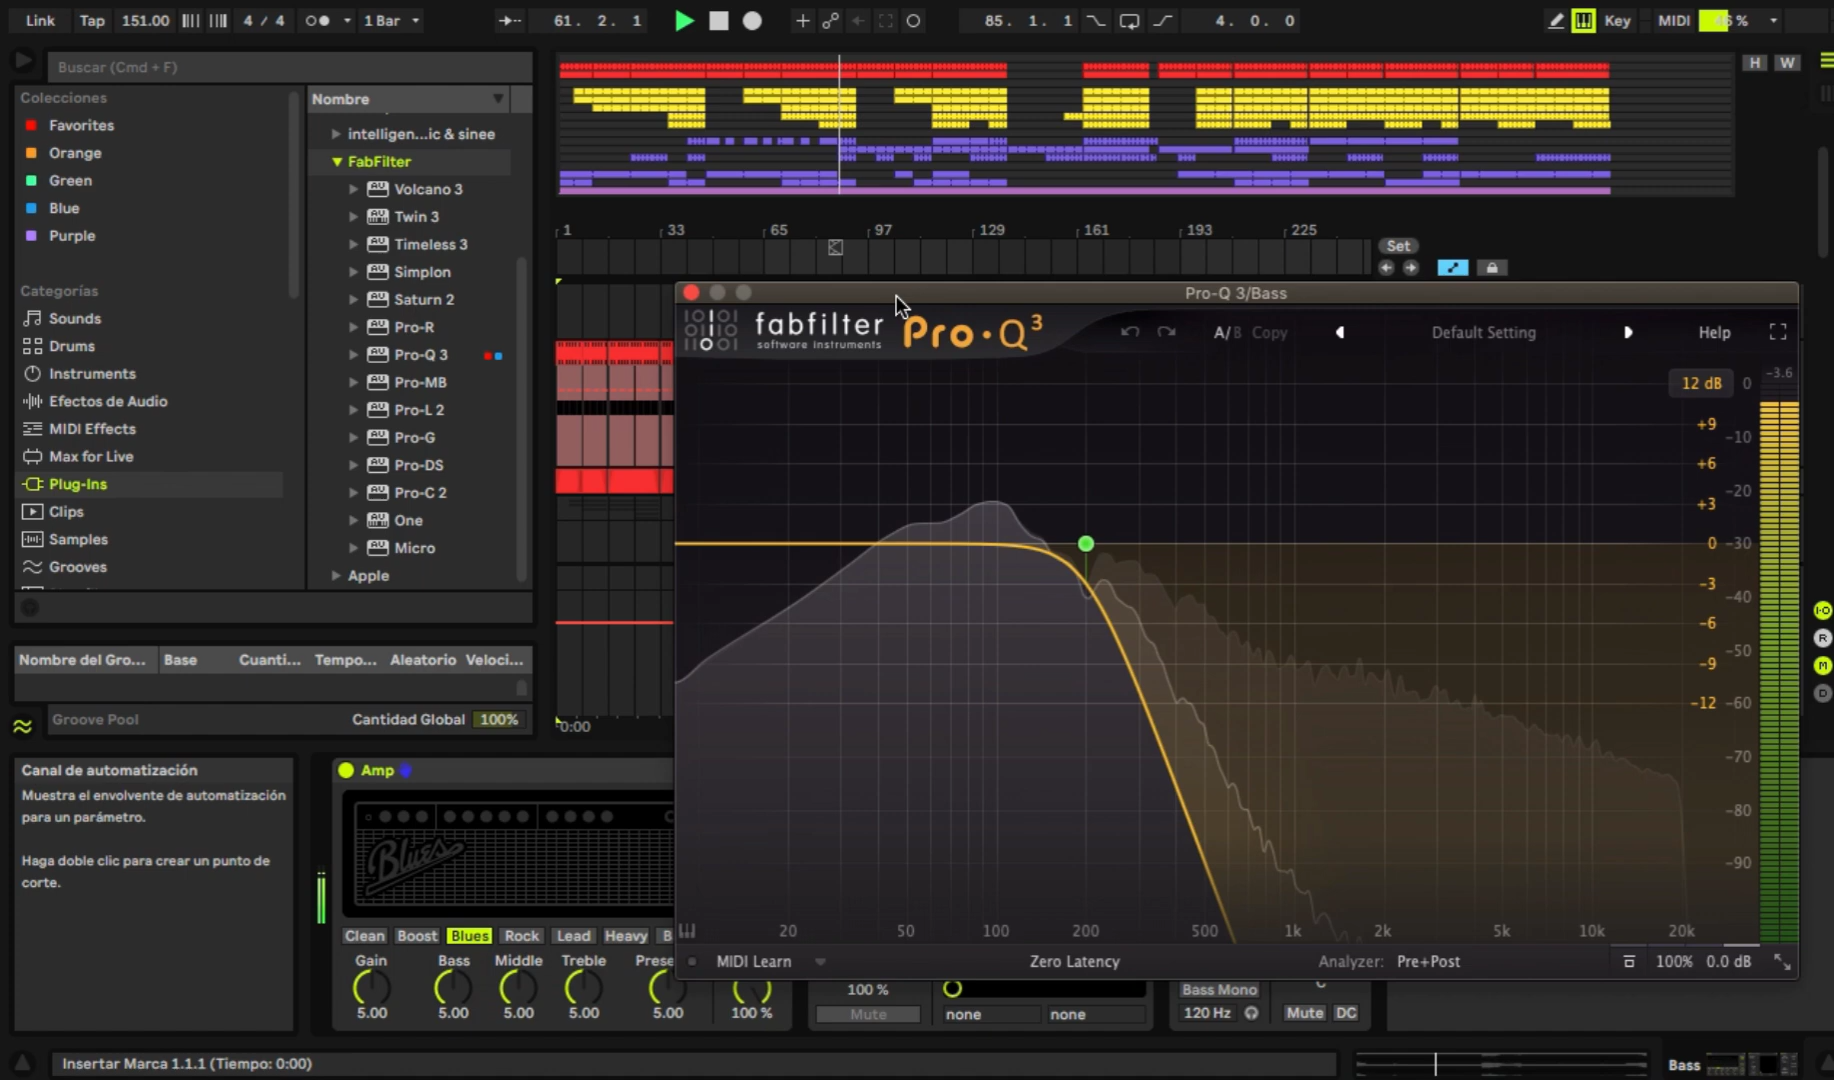 Link Tap 151.00 4 / 4 1 Bar 61. 2. 1 85. 1. 1 4. 0. 0 Key MIDI %
Buscar (Cmd + F)
H W
Colecciones
Favorites
Orange
Green
Blue
Purple
Categorías
Sounds
Drums
Instruments
Efectos de Audio
MIDI Effects
Max for Live
Plug-Ins
Clips
Samples
Grooves
Nombre
intelligen...ic & sinee
FabFilter
Volcano 3
Twin 3
Timeless 3
Simplon
Saturn 2
Pro-R
Pro-Q 3
Pro-MB
Pro-L 2
Pro-G
Pro-DS
Pro-C 2
One
Micro
Apple
1 33 65 97 129 161 193 225
Set
Pro-Q 3/Bass
fabfilter
software instruments
Pro·Q3
A/B Copy
Default Setting
Help
12 dB 0 -3.6
+9 -10
+6
-20
+3
0 -30
-3
-40
-6
-50
-9
-12 -60
-70
-80
-90
20 50 100 200 500 1k 2k 5k 10k 20k
MIDI Learn
Zero Latency
Analyzer: Pre+Post
100% 0.0 dB
I·O
R
M
D
Nombre del Gro... Base Cuanti... Tempo... Aleatorio Veloci...
Groove Pool Cantidad Global 100%
0:00
Canal de automatización
Muestra el envolvente de automatización
para un parámetro.
Haga doble clic para crear un punto de
corte.
Amp
Blues
Clean Boost Blues Rock Lead Heavy B
Gain Bass Middle Treble Prese
5.00 5.00 5.00 5.00 5.00 100 %
100 %
Mute
none none
Bass Mono
120 Hz
Mute DC
Insertar Marca 1.1.1 (Tiempo: 0:00)
Bass